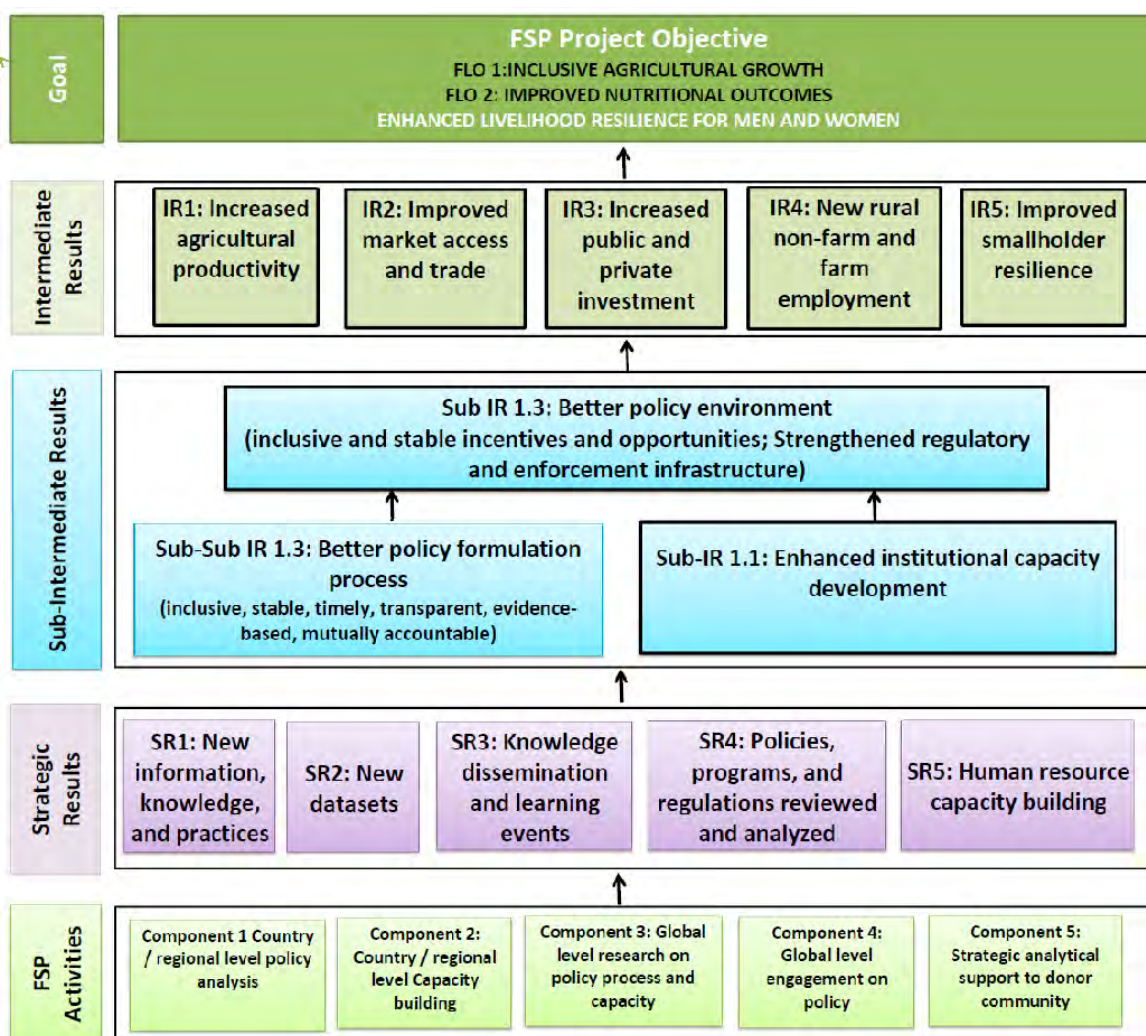 Goal
FSP Project Objective
FLO 1:INCLUSIVE AGRICULTURAL GROWTH
FLO 2: IMPROVED NUTRITIONAL OUTCOMES
ENHANCED LIVELIHOOD RESILIENCE FOR MEN AND WOMEN
Intermediate
Results
IR1: Increased
agricultural
productivity
IR2: Improved
market access
and trade
IR3: Increased
public and
private
investment
IR4: New rural
non-farm and
farm
employment
IR5: Improved
smallholder
resilience
Sub-Intermediate Results
Sub IR 1.3: Better policy environment
(inclusive and stable incentives and opportunities; Strengthened regulatory
and enforcement infrastructure)
Sub-Sub IR 1.3: Better policy formulation
process
(inclusive, stable, timely, transparent, evidence-
based, mutually accountable)
Sub-IR 1.1: Enhanced institutional capacity
development
Strategic
Results
SR1: New
information,
knowledge,
and practices
SR2: New
datasets
SR3: Knowledge
dissemination
and learning
events
SR4: Policies,
programs, and
regulations reviewed
and analyzed
SR5: Human resource
capacity building
FSP
Activities
Component 1 Country
/ regional level policy
analysis
Component 2:
Country / regional
level Capacity
building
Component 3: Global
level research on
policy process and
capacity
Component 4:
Global level
engagement on
policy
Component 5:
Strategic analytical
support to donor
community